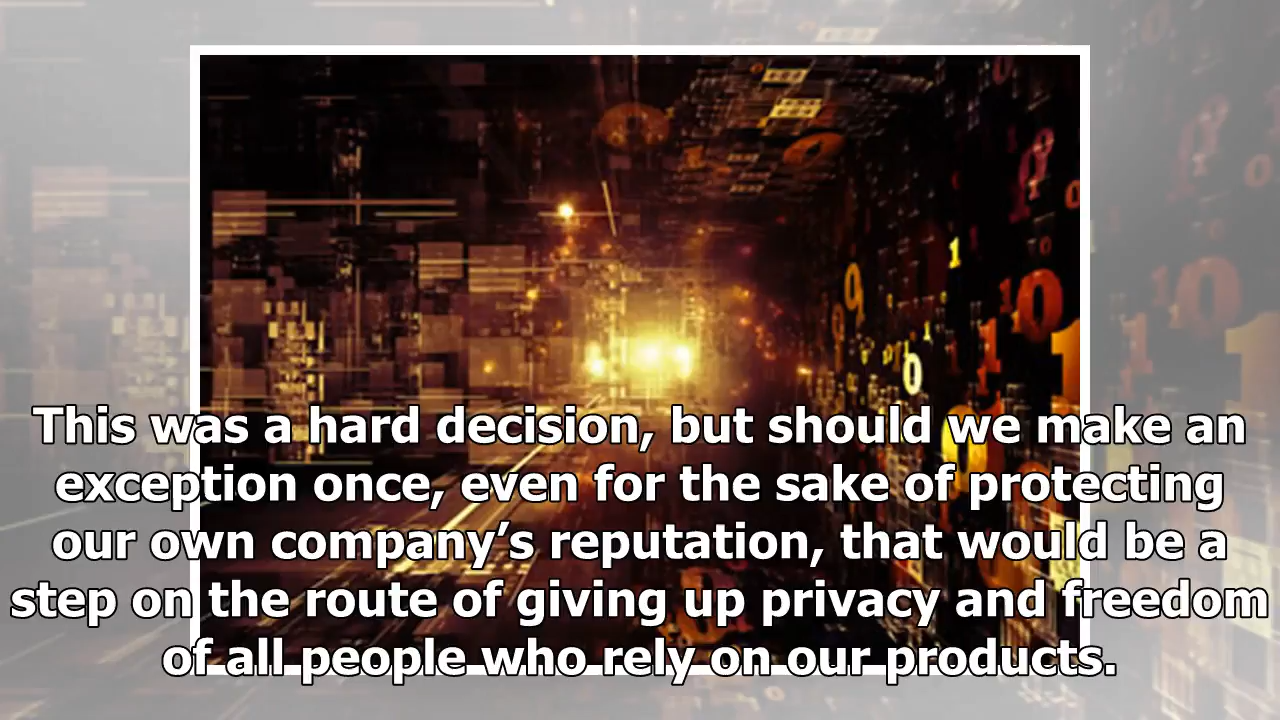 This was a hard decision, but should we make an
exception once, even for the sake of protecting
our own company’s reputation, that would be a
step on the route of giving up privacy and freedom
of all people who rely on our products.